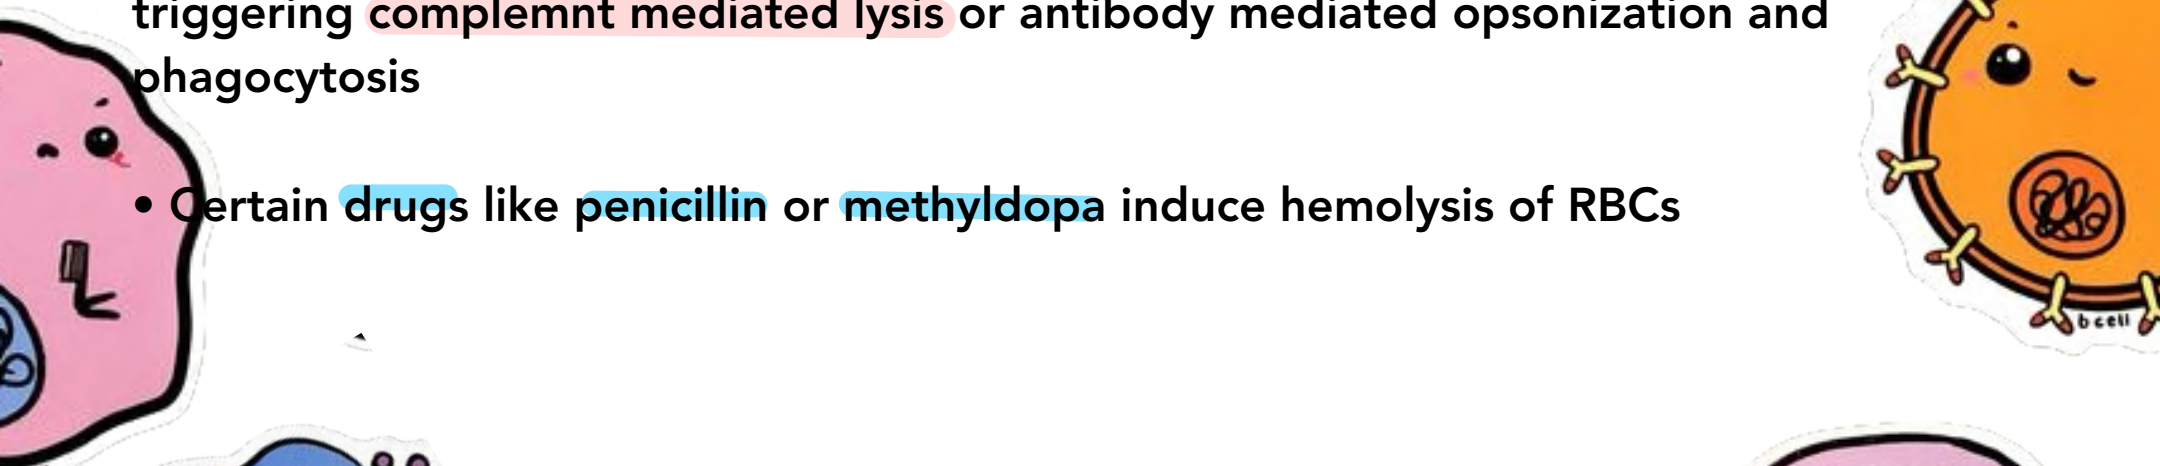 triggering complemnt mediated lysis or antibody mediated opsonization and
phagocytosis
• Certain drugs like penicillin or methyldopa induce hemolysis of RBCs
b cell